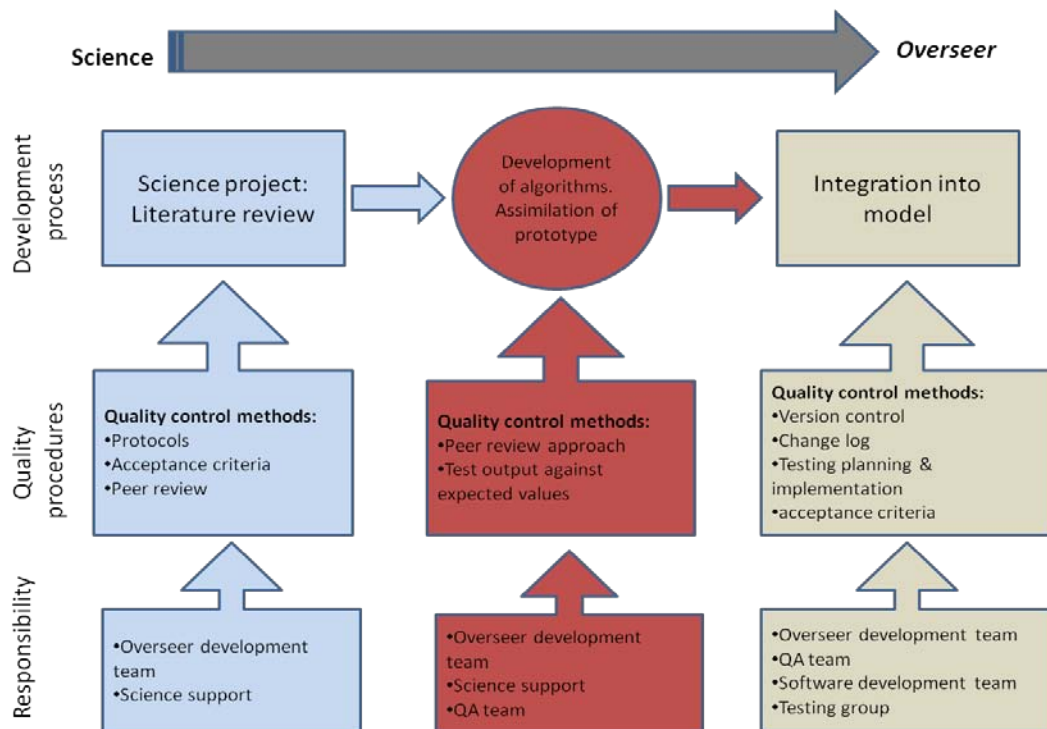 Science
Overseer
Development
process
Science project:
Literature review
Development
of algorithms.
Assimilation of
prototype
Integration into
model
Quality
procedures
Quality control methods:
•Protocols
•Acceptance criteria
•Peer review
Quality control methods:
•Peer review approach
•Test output against
expected values
Quality control methods:
•Version control
•Change log
•Testing planning &
implementation
•acceptance criteria
Responsibility
•Overseer development
team
•Science support
•Overseer development
team
•Science support
•QA team
•Overseer development team
•QA team
•Software development team
•Testing group